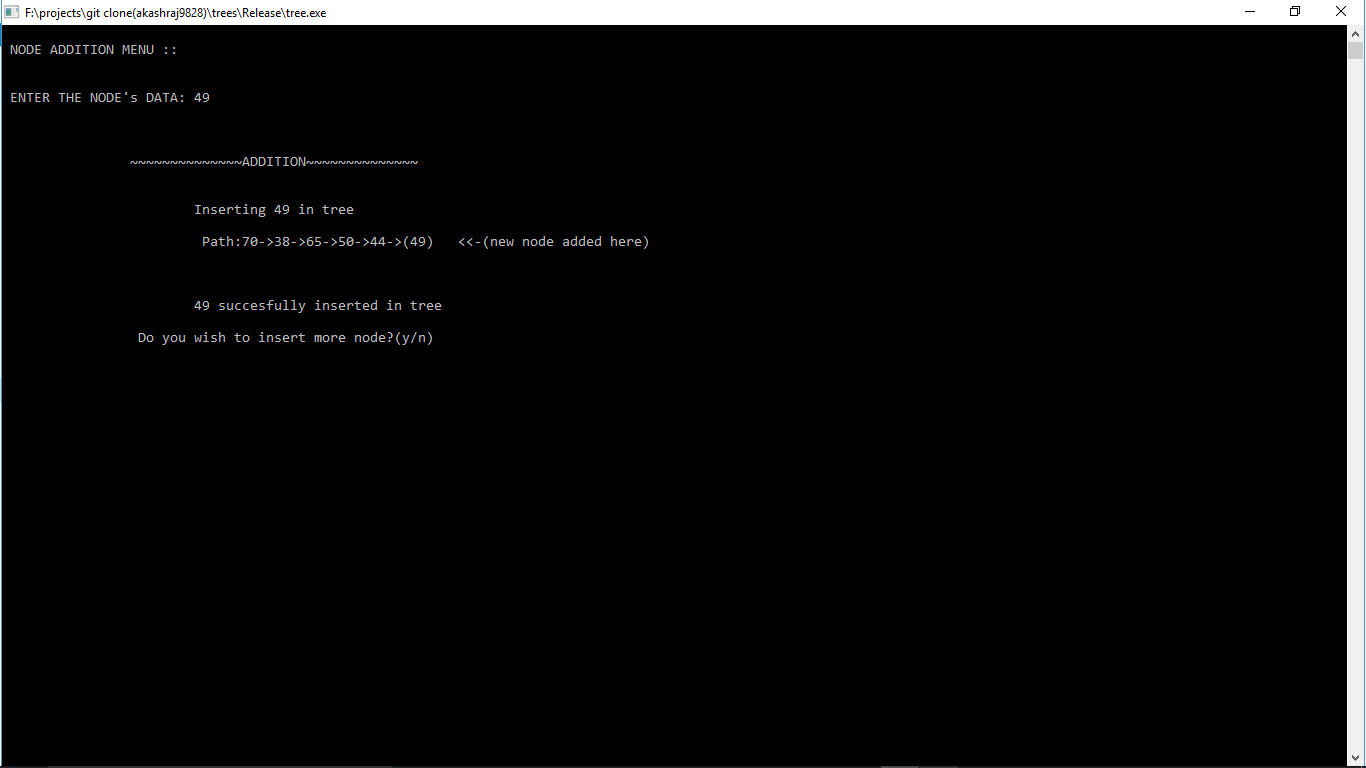 F:\projects\git clone(akashraj9828)\trees\Release\tree.exe
NODE ADDITION MENU ::
ENTER THE NODE's DATA: 49
~~~~~~~~~~~~~~ADDITION~~~~~~~~~~~~~~
Inserting 49 in tree
Path:70->38->65->50->44->(49)   <<-(new node added here)
49 succesfully inserted in tree
Do you wish to insert more node?(y/n)